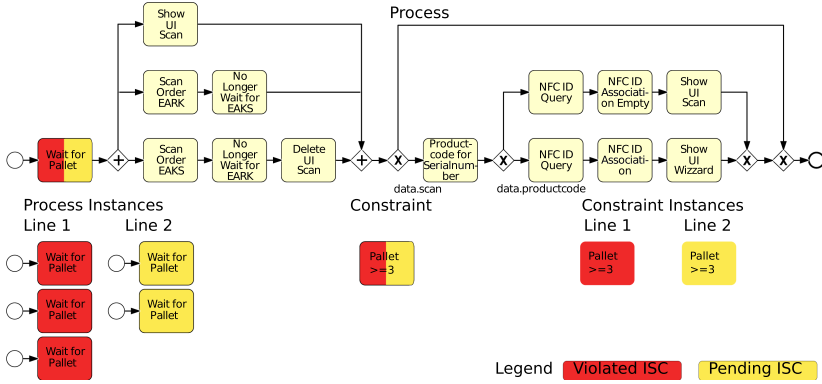 Process
Show
UI
Scan
Scan
Order
EARK
No
Longer
Wait for
EAKS
NFC ID
Query
NFC ID
Associati-
on Empty
Show
UI
Scan
Wait for
Pallet
+
Scan
Order
EAKS
No
Longer
Wait for
EARK
Delete
UI
Scan
+
X
Product-
code for
Serialnum-
ber
X
NFC ID
Query
NFC ID
Associati-
on
Show
UI
Wizzard
X
X
data.scan
data.productcode
Process Instances
Line 1
Line 2
Constraint
Constraint Instances
Line 1
Line 2
Wait for
Pallet
Wait for
Pallet
Pallet
>=3
Pallet
>=3
Pallet
>=3
Wait for
Pallet
Wait for
Pallet
Wait for
Pallet
Legend
Violated ISC
Pending ISC